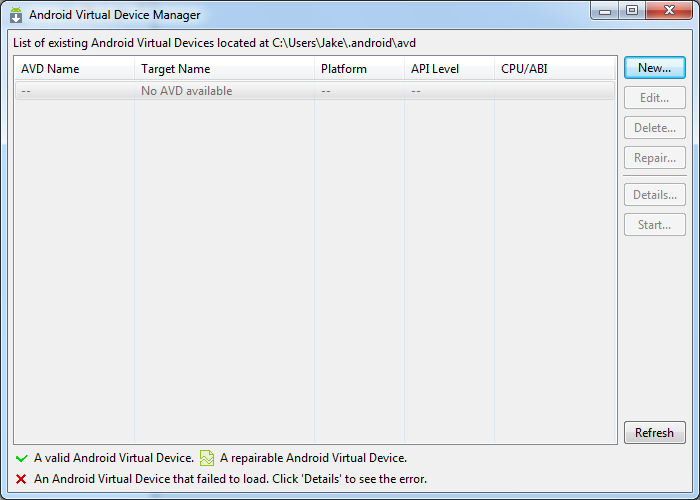 Android Virtual Device Manager
List of existing Android Virtual Devices located at C:\Users\Jake\.android\avd
AVD Name Target Name Platform API Level CPU/ABI
-- No AVD available -- --
New...
Edit...
Delete...
Repair...
Details...
Start...
Refresh
A valid Android Virtual Device. A repairable Android Virtual Device.
An Android Virtual Device that failed to load. Click 'Details' to see the error.